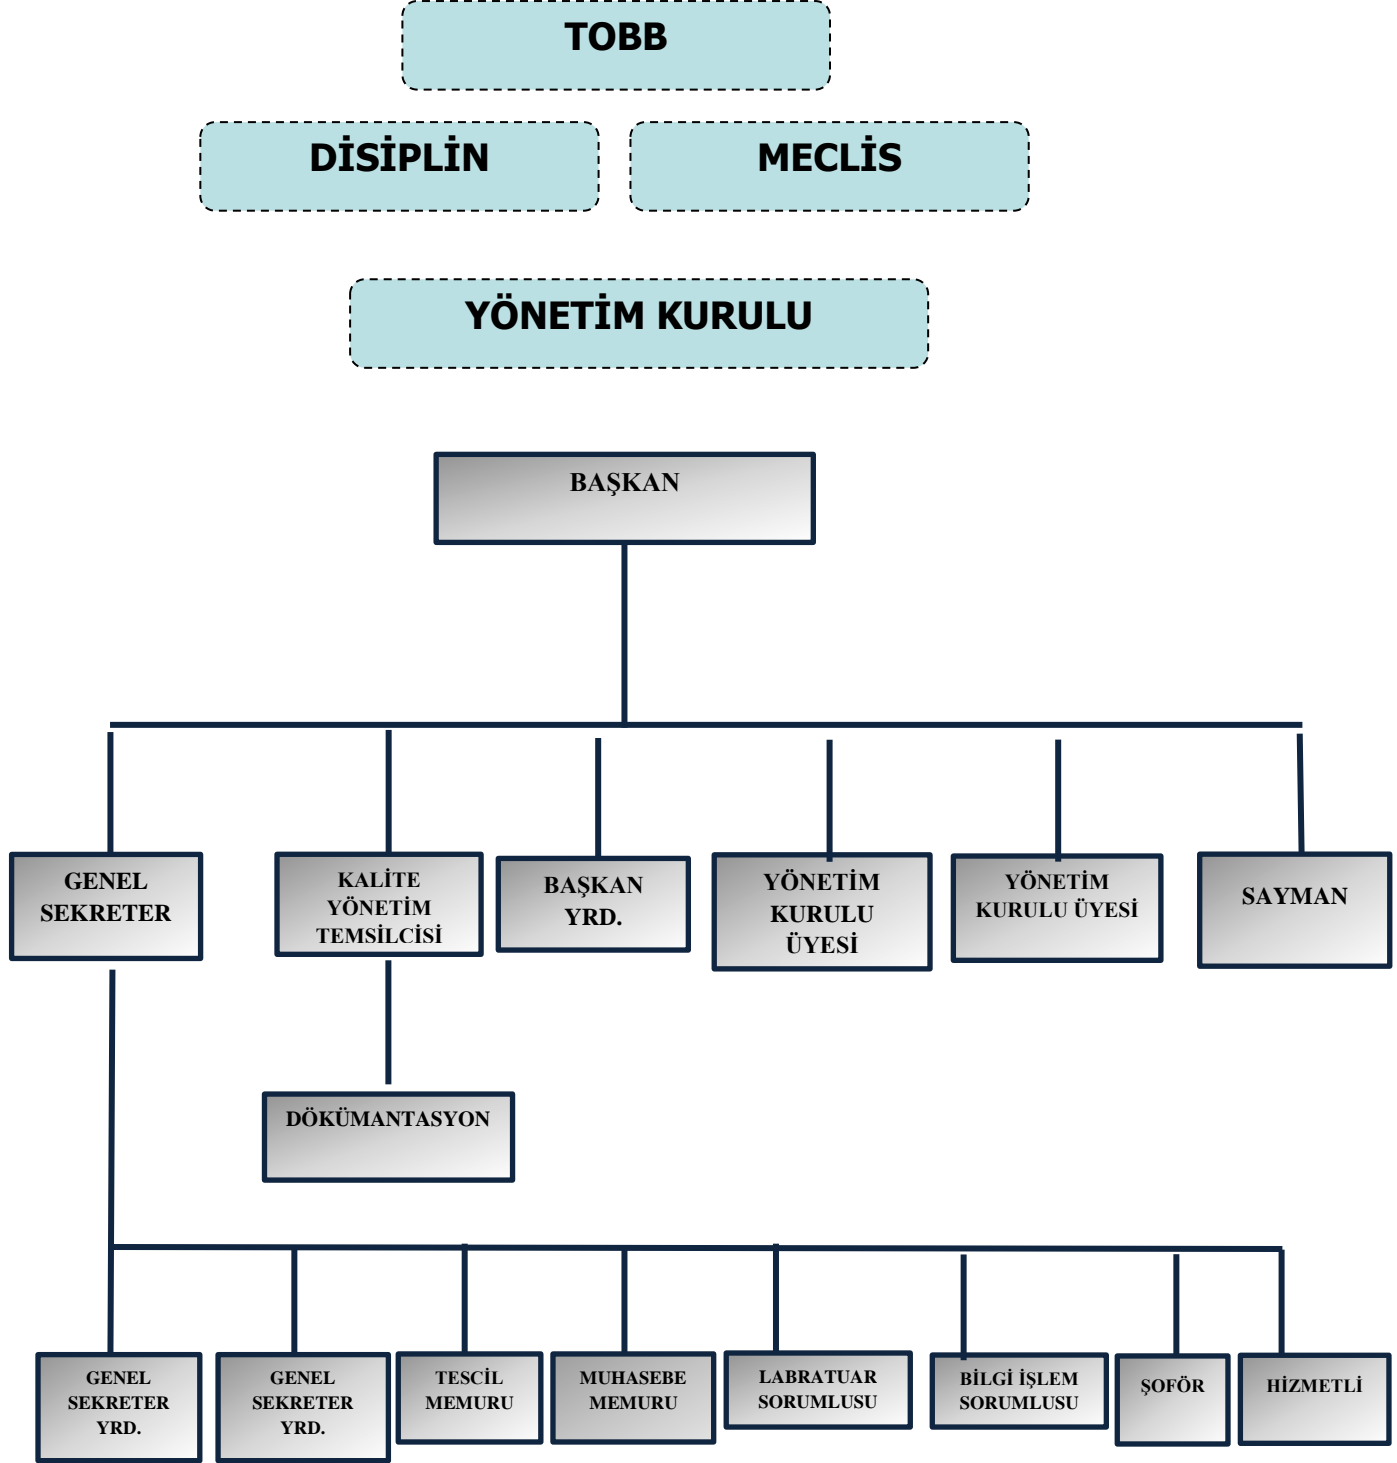 TOBB
DİSİPLİN
MECLİS
YÖNETİM KURULU
BAŞKAN
GENEL
SEKRETER
KALİTE
YÖNETİM
TEMSİLCİSİ
BAŞKAN
YRD.
YÖNETİM
KURULU
ÜYESİ
YÖNETİM
KURULU ÜYESİ
SAYMAN
DÖKÜMANTASYON
GENEL
SEKRETER
YRD.
GENEL
SEKRETER
YRD.
TESCİL
MEMURU
MUHASEBE
MEMURU
LABRATUAR
SORUMLUSU
BİLGİ İŞLEM
SORUMLUSU
ŞOFÖR
HİZMETLİ